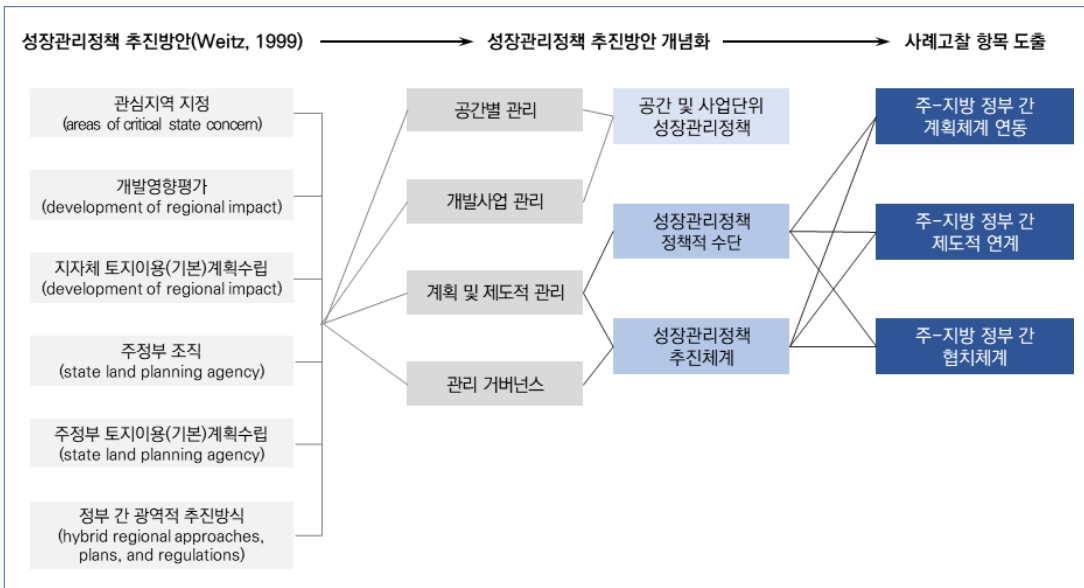 성장관리정책 추진방안(Weitz, 1999)
성장관리정책 추진방안 개념화
사례고찰 항목 도출
관심지역 지정
(areas of critical state concern)
개발영향평가
(development of regional impact)
지자체 토지이용(기본)계획수립
(development of regional impact)
주정부 조직
(state land planning agency)
주정부 토지이용(기본)계획수립
(state land planning agency)
정부 간 광역적 추진방식
(hybrid regional approaches,
plans, and regulations)
공간별 관리
개발사업 관리
계획 및 제도적 관리
관리 거버넌스
공간 및 사업단위
성장관리정책
성장관리정책
정책적 수단
성장관리정책
추진체계
주-지방 정부 간
계획체계 연동
주-지방 정부 간
제도적 연계
주-지방 정부 간
협치체계